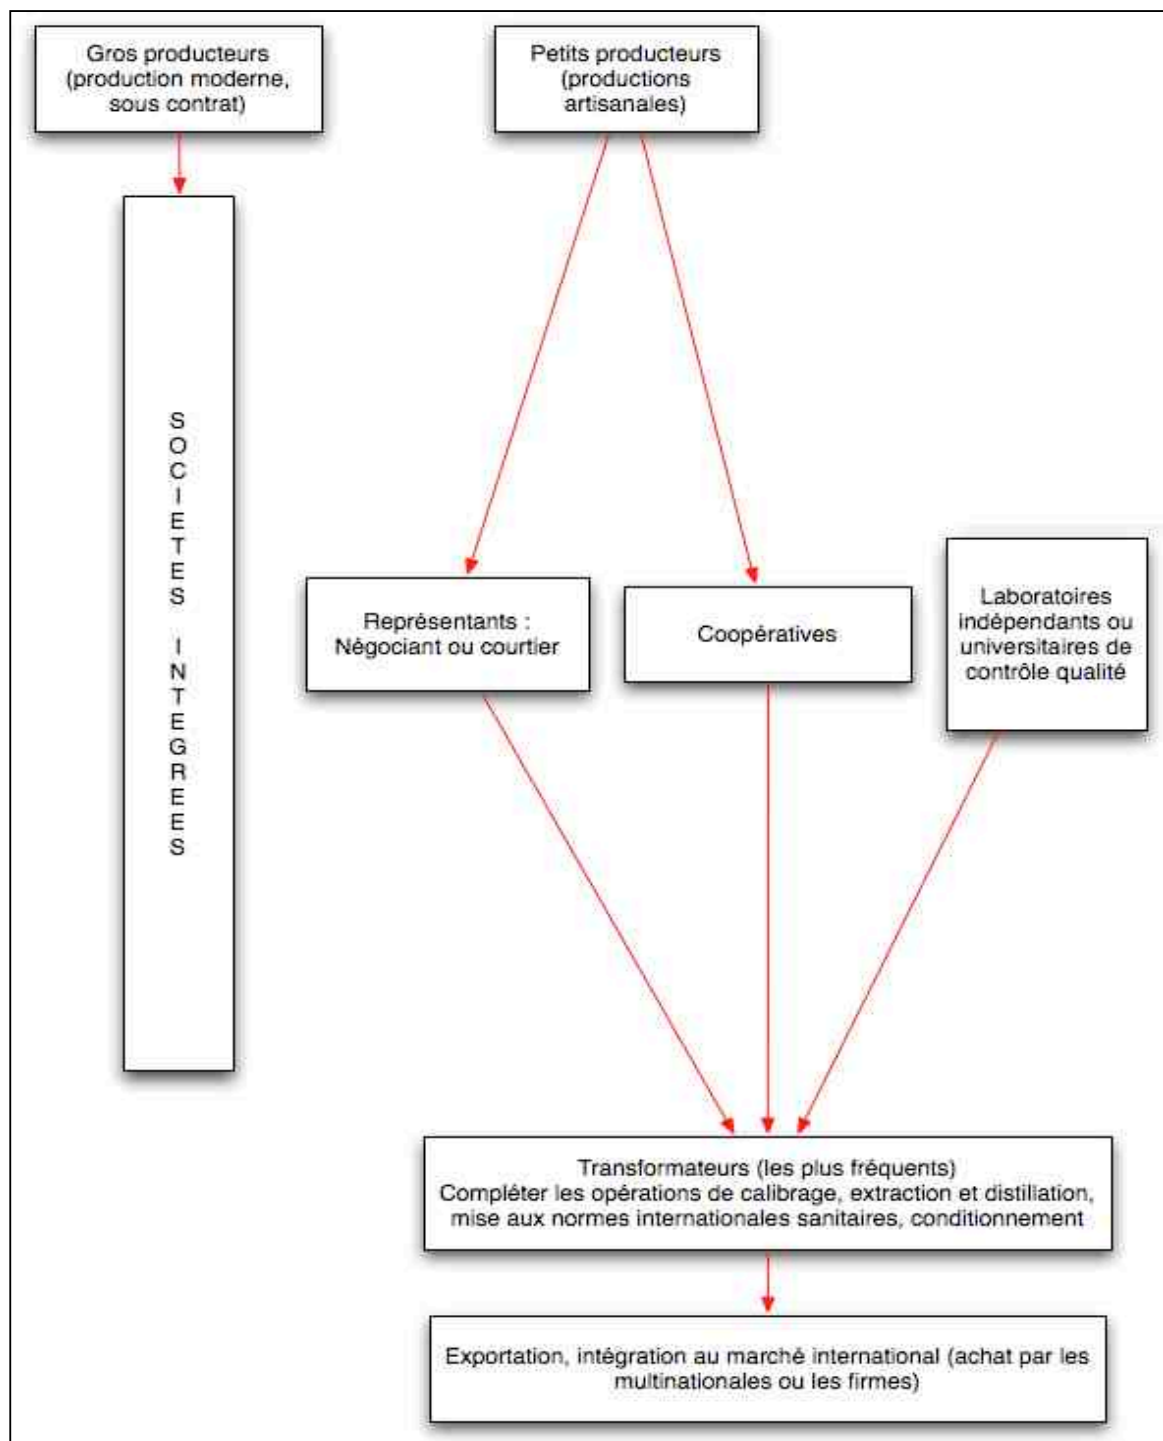 Gros producteurs
(production moderne,
sous contrat)
Petits producteurs
(productions
artisanales)
SOCIETES INTEGREES
Représentants :
Négociant ou courtier
Coopératives
Laboratoires
indépendants ou
universitaires de
contrôle qualité
Transformateurs (les plus fréquents)
Compléter les opérations de calibrage, extraction et distillation,
mise aux normes internationales sanitaires, conditionnement
Exportation, intégration au marché international (achat par les
multinationales ou les firmes)